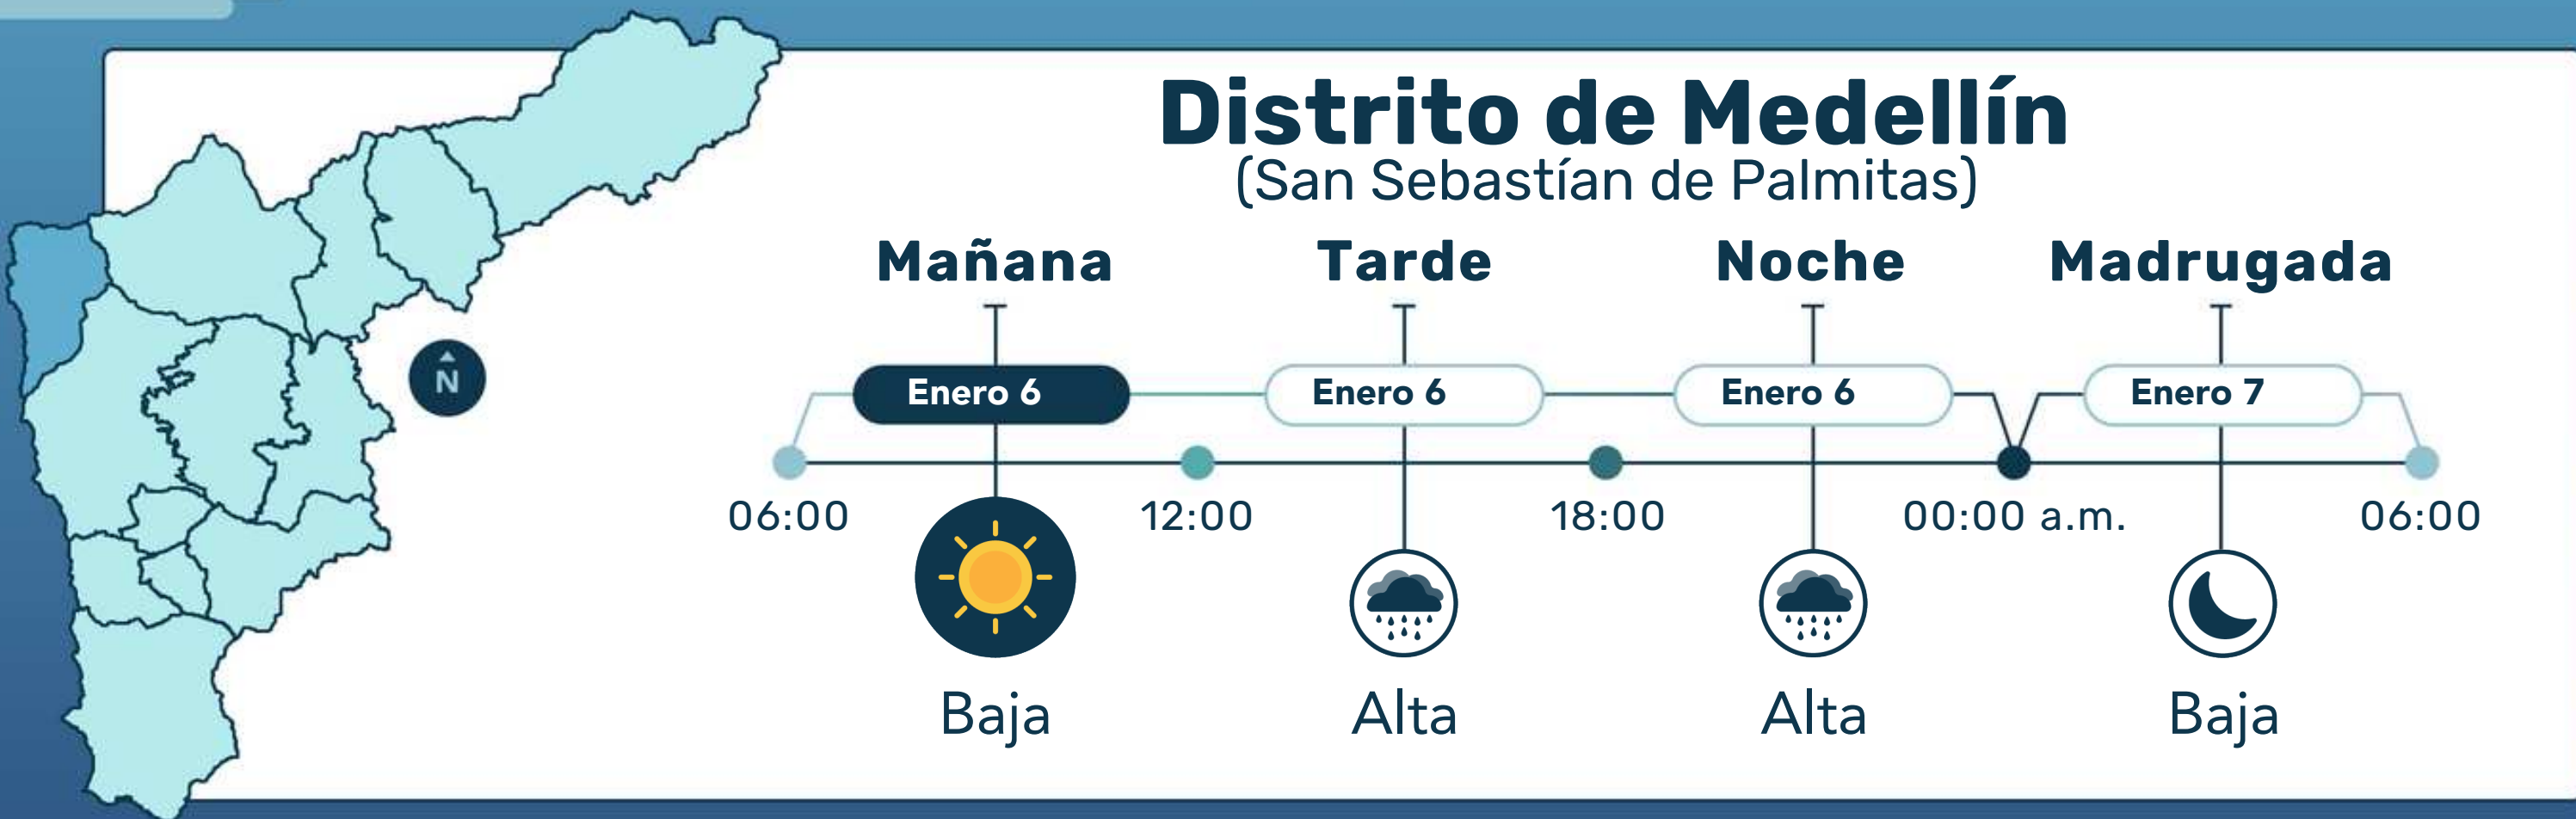 Distrito de Medellín
(San Sebastían de Palmitas)
Mañana Tarde Noche Madrugada
Enero 6 Enero 6 Enero 6 Enero 7
06:00 12:00 18:00 00:00 a.m. 06:00
N
Baja Alta Alta Baja